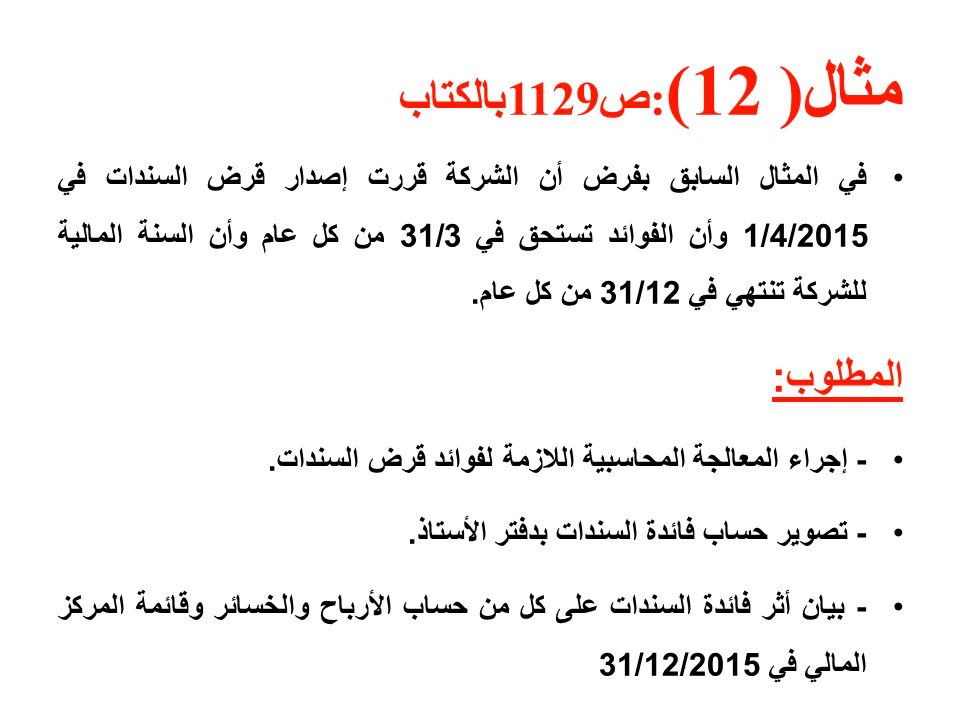 مثال( 12):ص1129بالكتاب
• في المثال السابق بفرض أن الشركة قررت إصدار قرض السندات في
1/4/2015 وأن الفوائد تستحق في 31/3 من كل عام وأن السنة المالية
للشركة تنتهي في 31/12 من كل عام.
المطلوب:
• - إجراء المعالجة المحاسبية اللازمة لفوائد قرض السندات.
• - تصوير حساب فائدة السندات بدفتر الأستاذ.
• - بيان أثر فائدة السندات على كل من حساب الأرباح والخسائر وقائمة المركز
المالي في 31/12/2015